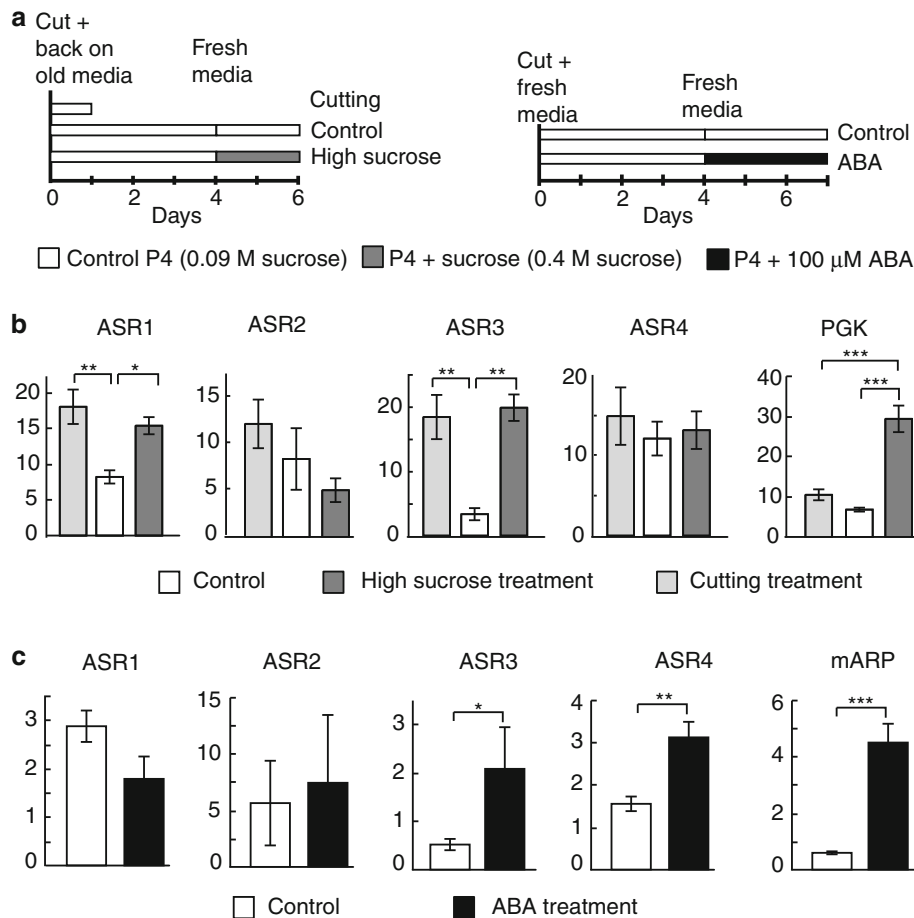 a
Cut +
back on
old media
Fresh
media
Cutting
Control
High sucrose
0 2 4 6
Days
Cut +
fresh
media
Fresh
media
Control
ABA
0 2 4 6
Days
Control P4 (0.09 M sucrose) P4 + sucrose (0.4 M sucrose) P4 + 100 µM ABA
b
ASR1
** *
20
15
10
5
0
ASR2
15
10
5
0
ASR3
** **
20
10
0
ASR4
20
15
10
5
0
PGK
***
***
40
30
20
10
0
Control High sucrose treatment Cutting treatment
c
ASR1
3
2
1
0
ASR2
15
10
5
0
ASR3
*
3
2
1
0
ASR4
**
4
3
2
1
0
mARP
***
6
4
2
0
Control ABA treatment